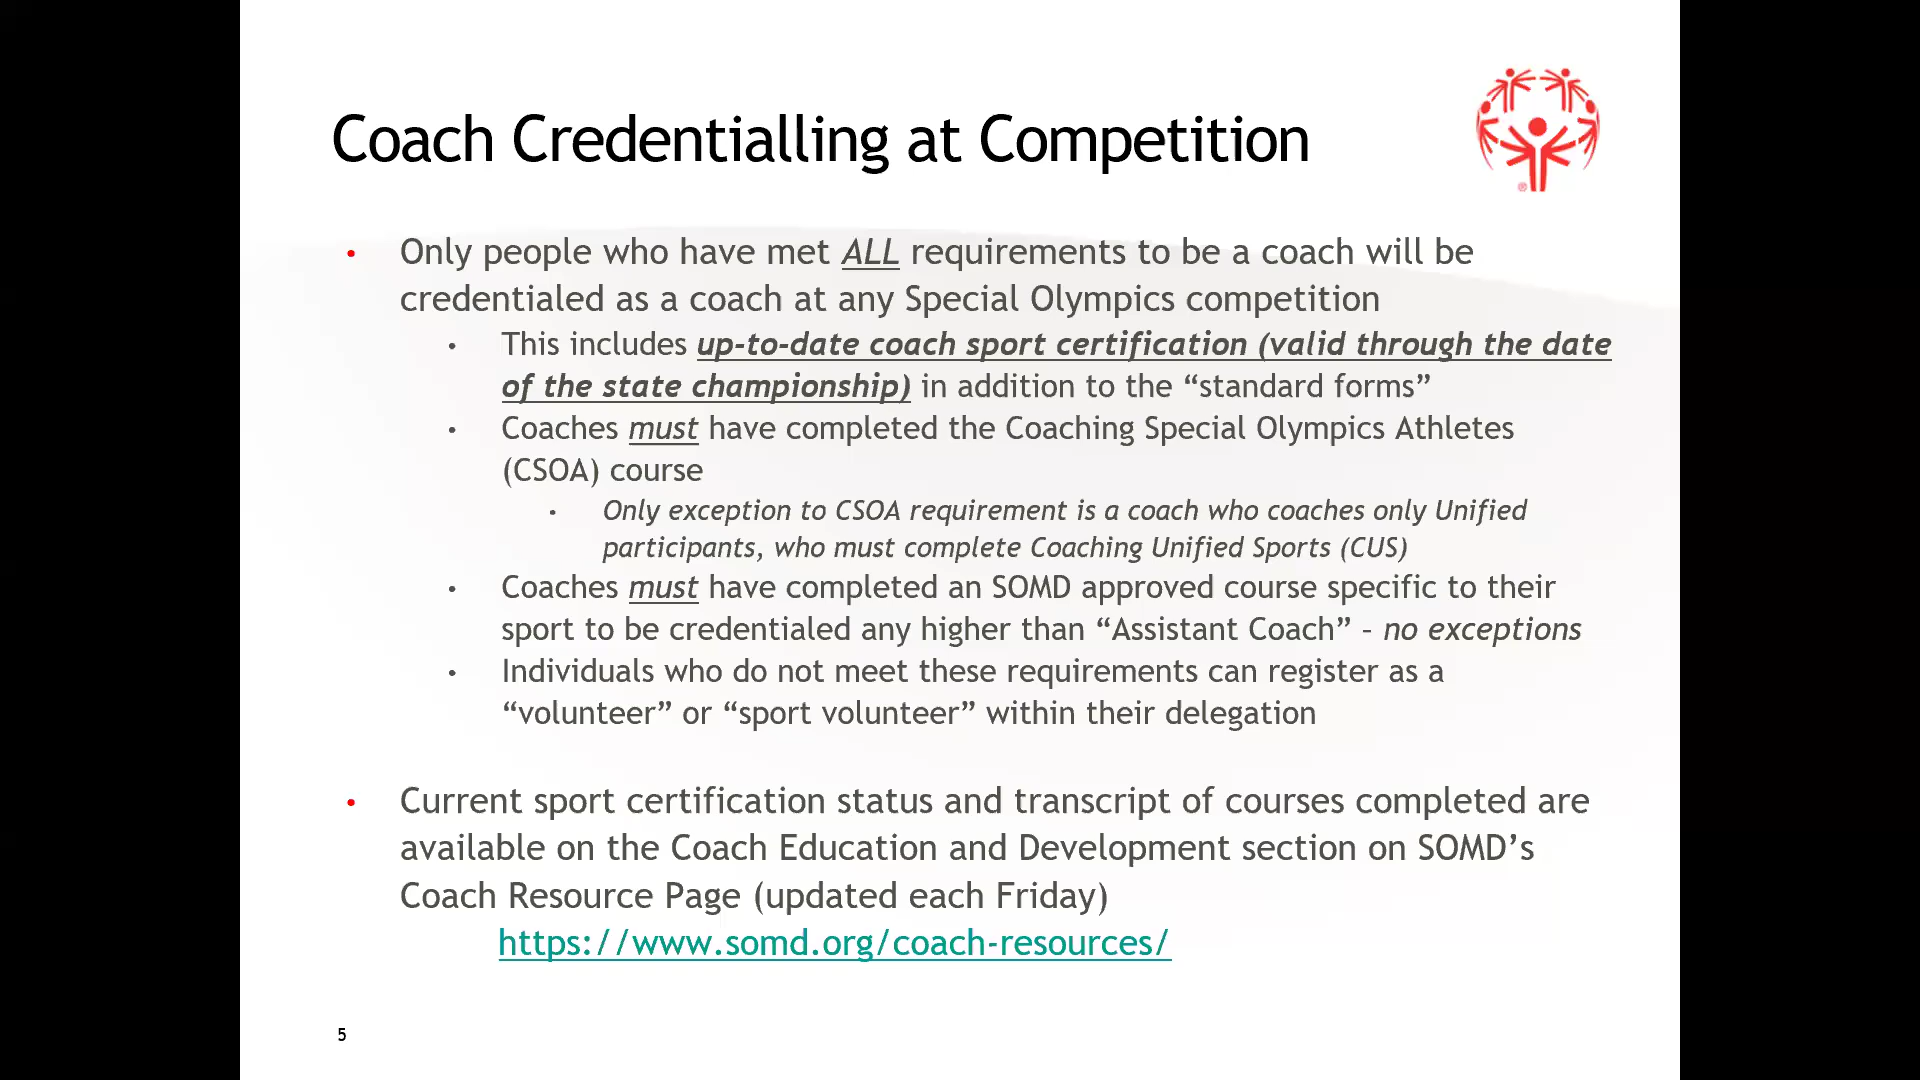 Coach Credentialling at Competition
• Only people who have met ALL requirements to be a coach will be
credentialed as a coach at any Special Olympics competition
• This includes up-to-date coach sport certification (valid through the date
of the state championship) in addition to the “standard forms”
• Coaches must have completed the Coaching Special Olympics Athletes
(CSOA) course
• Only exception to CSOA requirement is a coach who coaches only Unified
participants, who must complete Coaching Unified Sports (CUS)
• Coaches must have completed an SOMD approved course specific to their
sport to be credentialed any higher than “Assistant Coach” – no exceptions
• Individuals who do not meet these requirements can register as a
“volunteer” or “sport volunteer” within their delegation
• Current sport certification status and transcript of courses completed are
available on the Coach Education and Development section on SOMD’s
Coach Resource Page (updated each Friday)
https://www.somd.org/coach-resources/
5